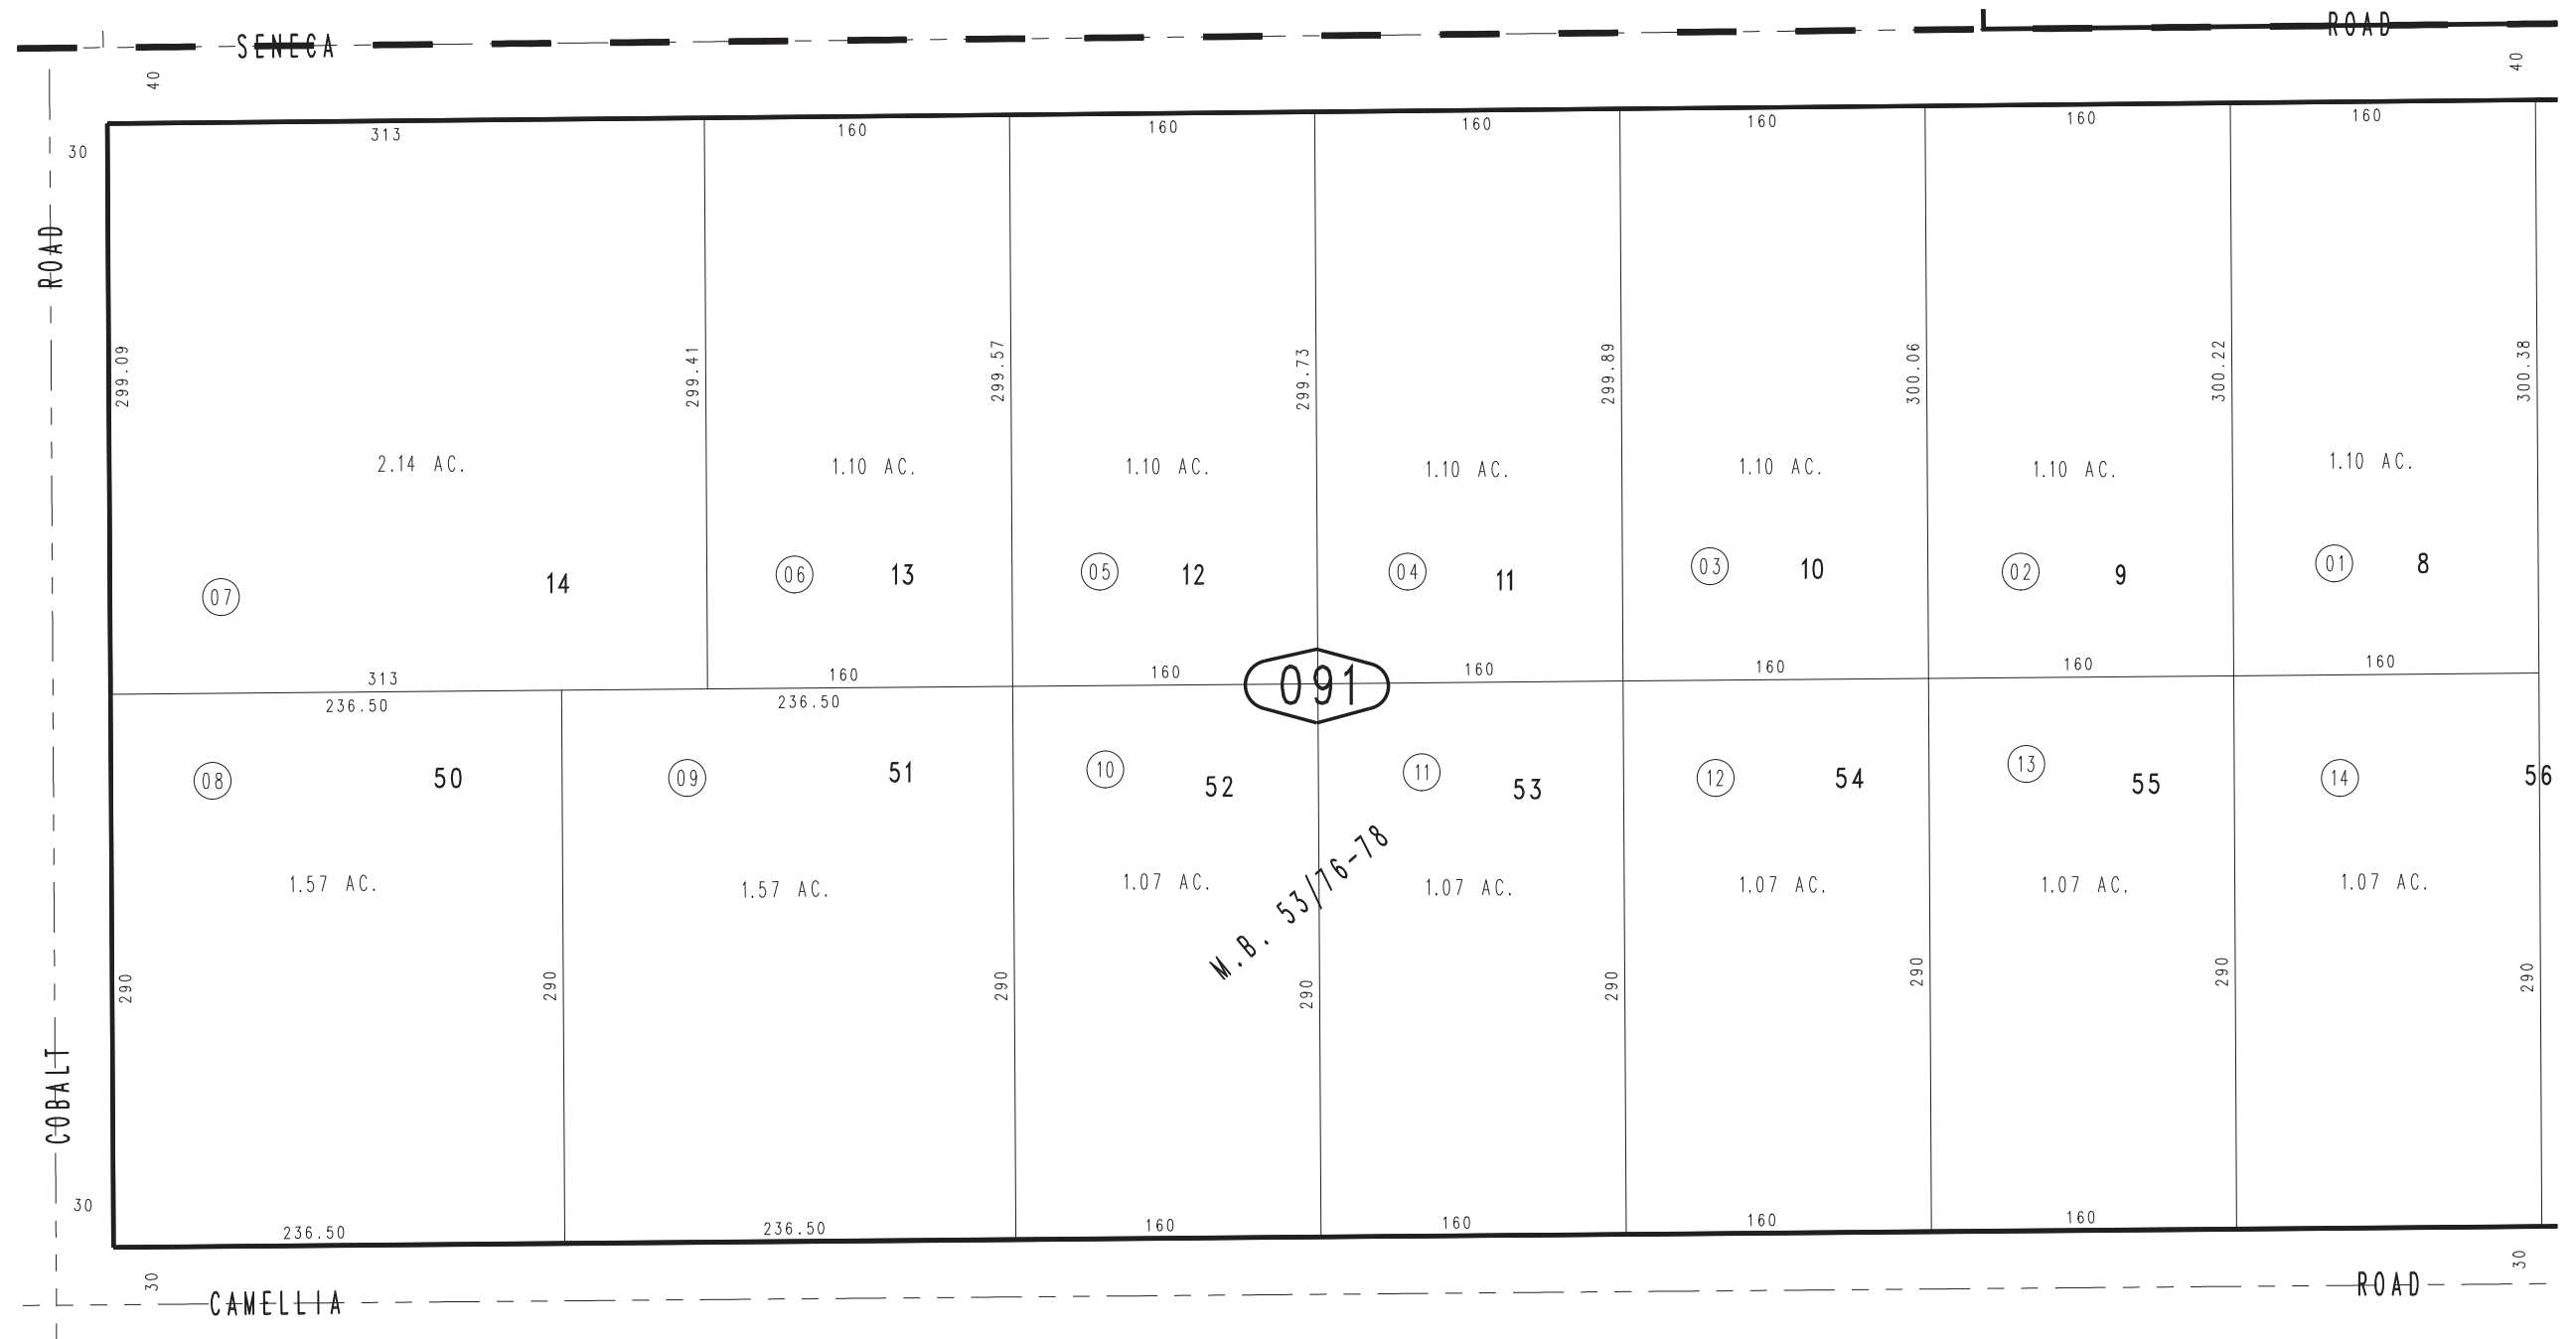 SENECA ROAD
40 40
30
313 160 160 160 160 160 160
ROAD
299.09 299.41 299.57 299.73 299.89 300.06 300.22 300.38
2.14 AC. 1.10 AC. 1.10 AC. 1.10 AC. 1.10 AC. 1.10 AC. 1.10 AC.
07 14 06 13 05 12 04 11 03 10 02 9 01 8
313 160 160 160 160 160 160
091
236.50 236.50
08 50 09 51 10 52 11 53 12 54 13 55 14 56
M.B. 53/76-78
1.57 AC. 1.57 AC. 1.07 AC. 1.07 AC. 1.07 AC. 1.07 AC. 1.07 AC.
290 290 290 290 290 290 290 290
COBALT
30
236.50 236.50 160 160 160 160
30 30
CAMELLIA ROAD